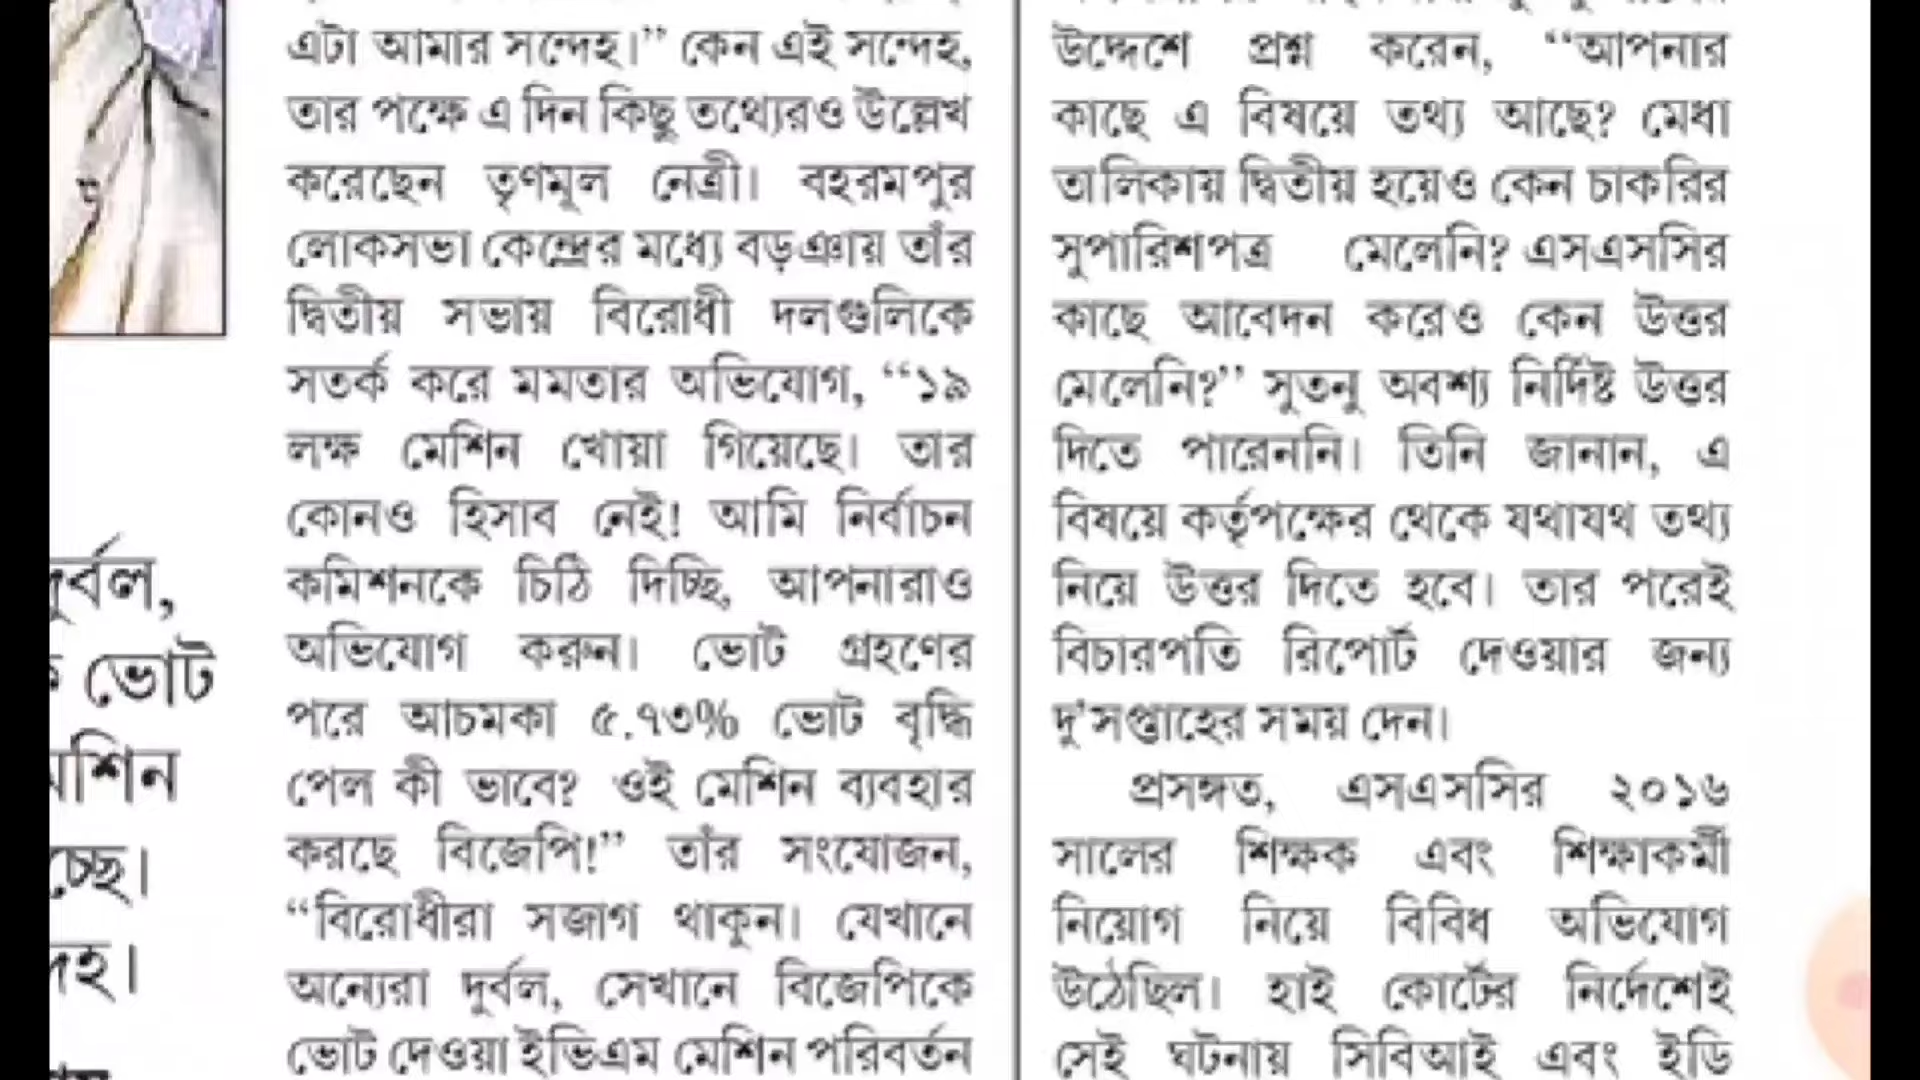 এটা আমার সন্দেহ।” কেন এই সন্দেহ,
তার পক্ষে এ দিন কিছু তথ্যেরও উল্লেখ
করেছেন তৃণমূল নেত্রী। বহরমপুর
লোকসভা কেন্দ্রের মধ্যে বড়ঞায় তাঁর
দ্বিতীয় সভায় বিরোধী দলগুলিকে
সতর্ক করে মমতার অভিযোগ, “১৯
লক্ষ মেশিন খোয়া গিয়েছে। তার
কোনও হিসাব নেই! আমি নির্বাচন
কমিশনকে চিঠি দিচ্ছি, আপনারাও
অভিযোগ করুন। ভোট গ্রহণের
পরে আচমকা ৫.৭৩% ভোট বৃদ্ধি
পেল কী ভাবে? ওই মেশিন ব্যবহার
করছে বিজেপি!” তাঁর সংযোজন,
“বিরোধীরা সজাগ থাকুন। যেখানে
অন্যেরা দুর্বল, সেখানে বিজেপিকে
ভোট দেওয়া ইভিএম মেশিন পরিবর্তন
উদ্দেশে প্রশ্ন করেন, “আপনার
কাছে এ বিষয়ে তথ্য আছে? মেধা
তালিকায় দ্বিতীয় হয়েও কেন চাকরির
সুপারিশপত্র মেলেনি? এসএসসির
কাছে আবেদন করেও কেন উত্তর
মেলেনি?” সুতনু অবশ্য নির্দিষ্ট উত্তর
দিতে পারেননি। তিনি জানান, এ
বিষয়ে কর্তৃপক্ষের থেকে যথাযথ তথ্য
নিয়ে উত্তর দিতে হবে। তার পরেই
বিচারপতি রিপোর্ট দেওয়ার জন্য
দু'সপ্তাহের সময় দেন।
প্রসঙ্গত, এসএসসির ২০১৬
সালের শিক্ষক এবং শিক্ষাকর্মী
নিয়োগ নিয়ে বিবিধ অভিযোগ
উঠেছিল। হাই কোর্টের নির্দেশেই
সেই ঘটনায় সিবিআই এবং ইডি
দুর্বল,
ভোট
মেশিন